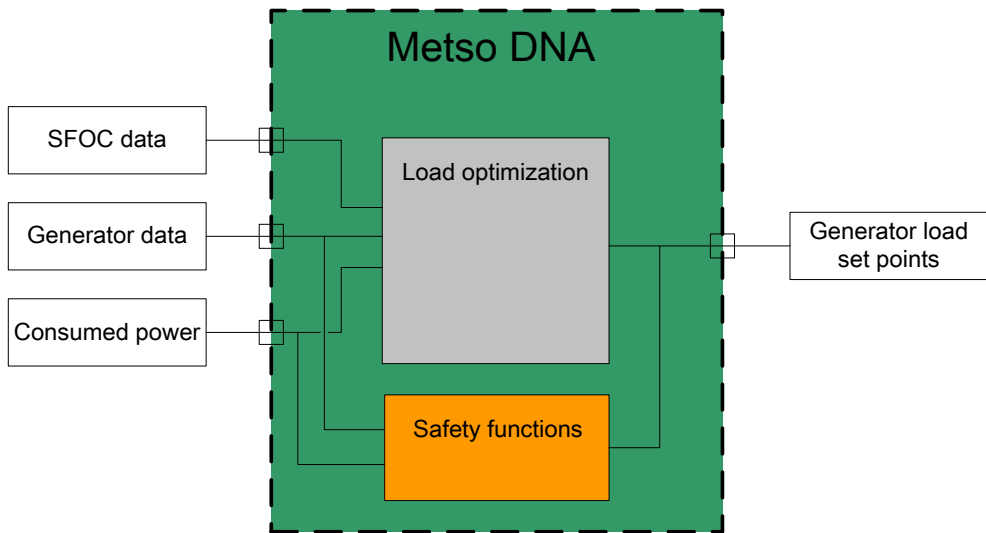 Metso DNA
SFOC data
Load optimization
Generator data
Generator load
set points
Consumed power
Safety functions